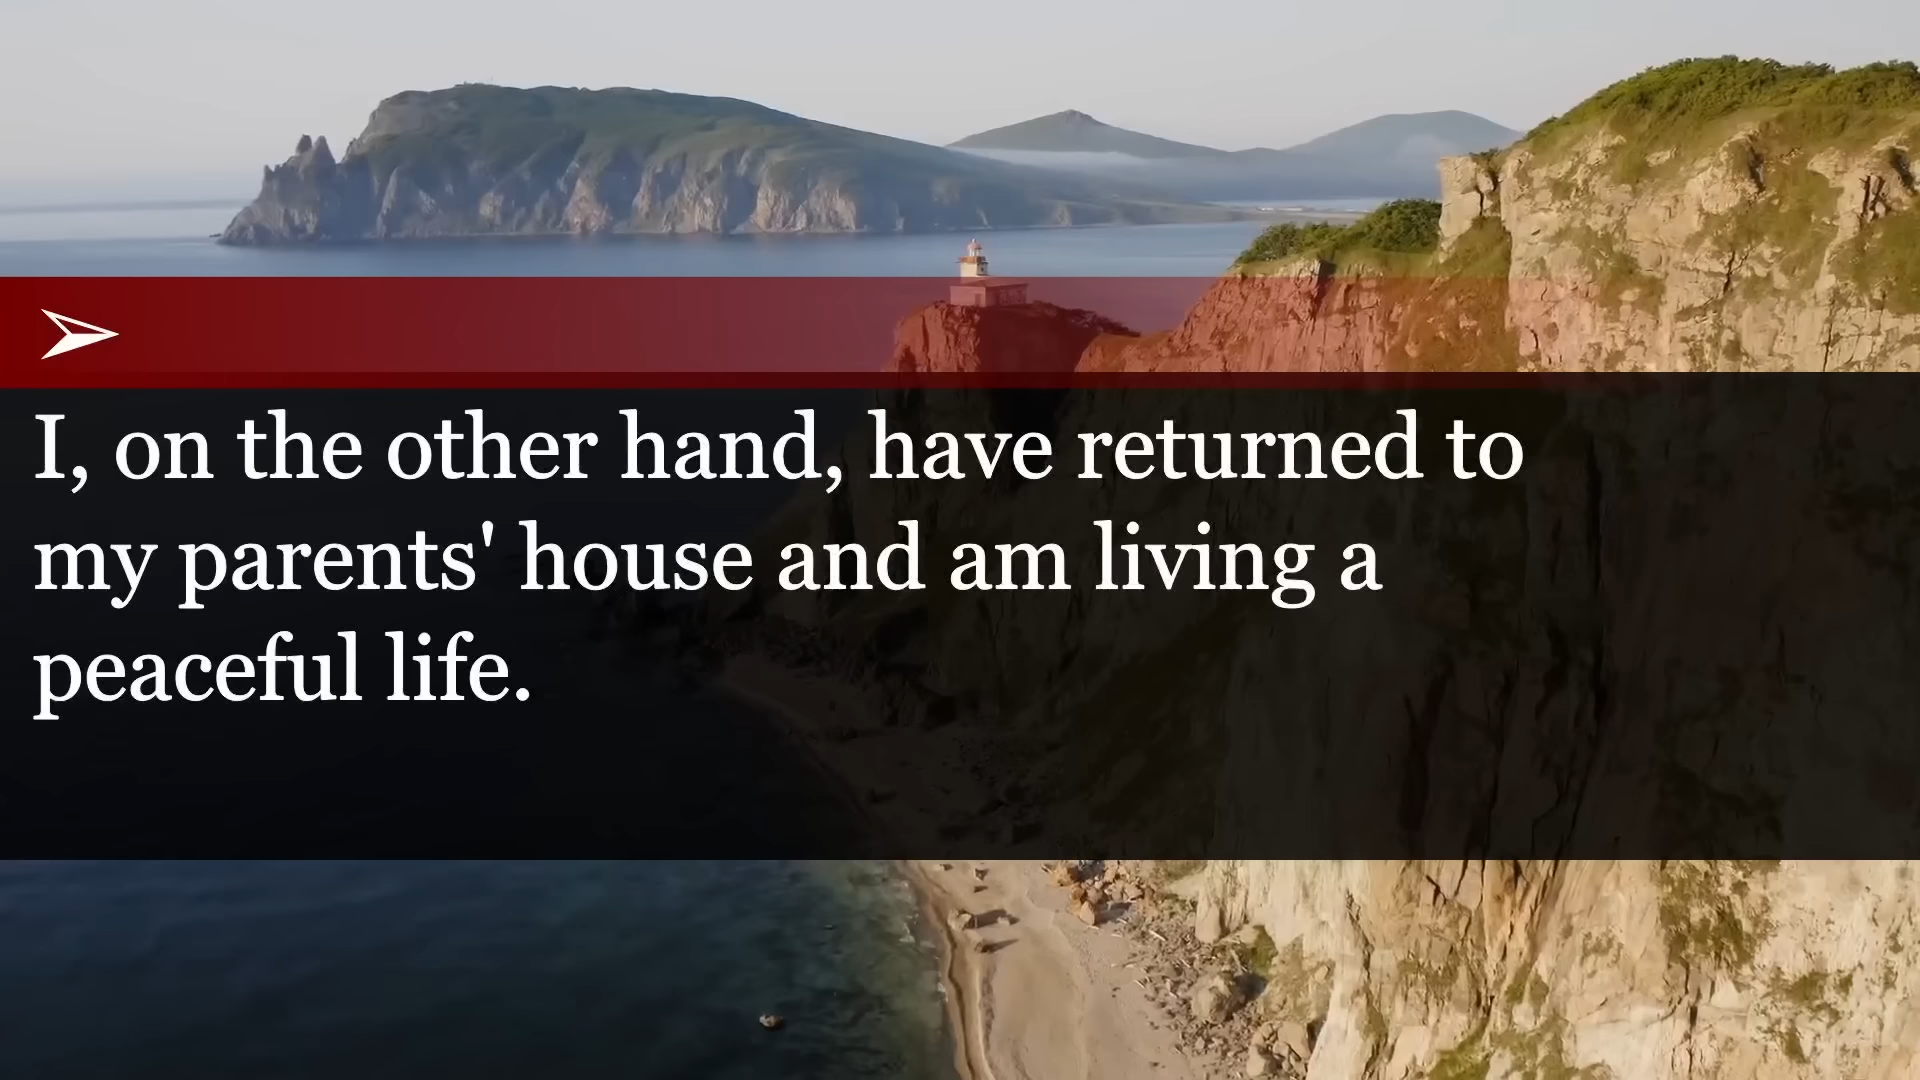 I, on the other hand, have returned to
my parents' house and am living a
peaceful life.